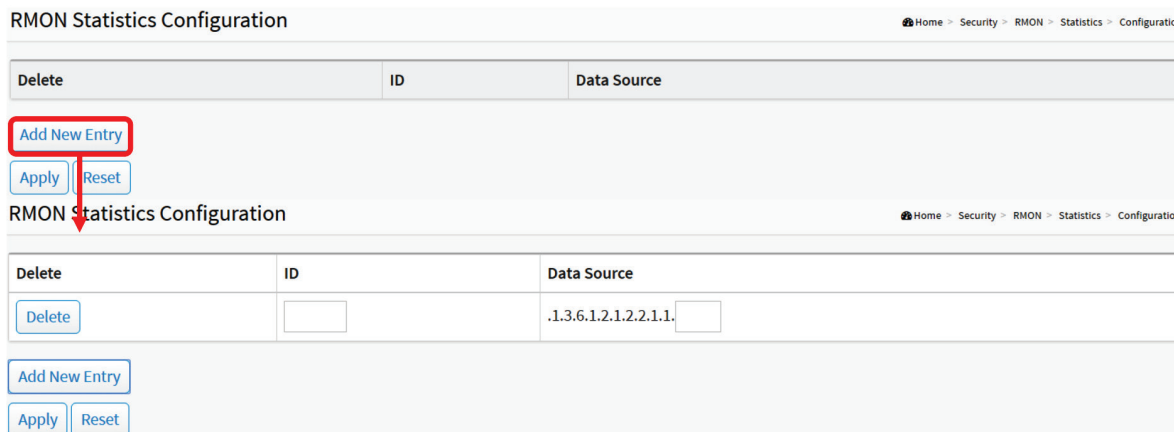 RMON Statistics Configuration
Home > Security > RMON > Statistics > Configuratio
Delete ID Data Source
Add New Entry
Apply Reset
RMON Statistics Configuration
Home > Security > RMON > Statistics > Configuratio
Delete ID Data Source
Delete .1.3.6.1.2.1.2.2.1.1.
Add New Entry
Apply Reset